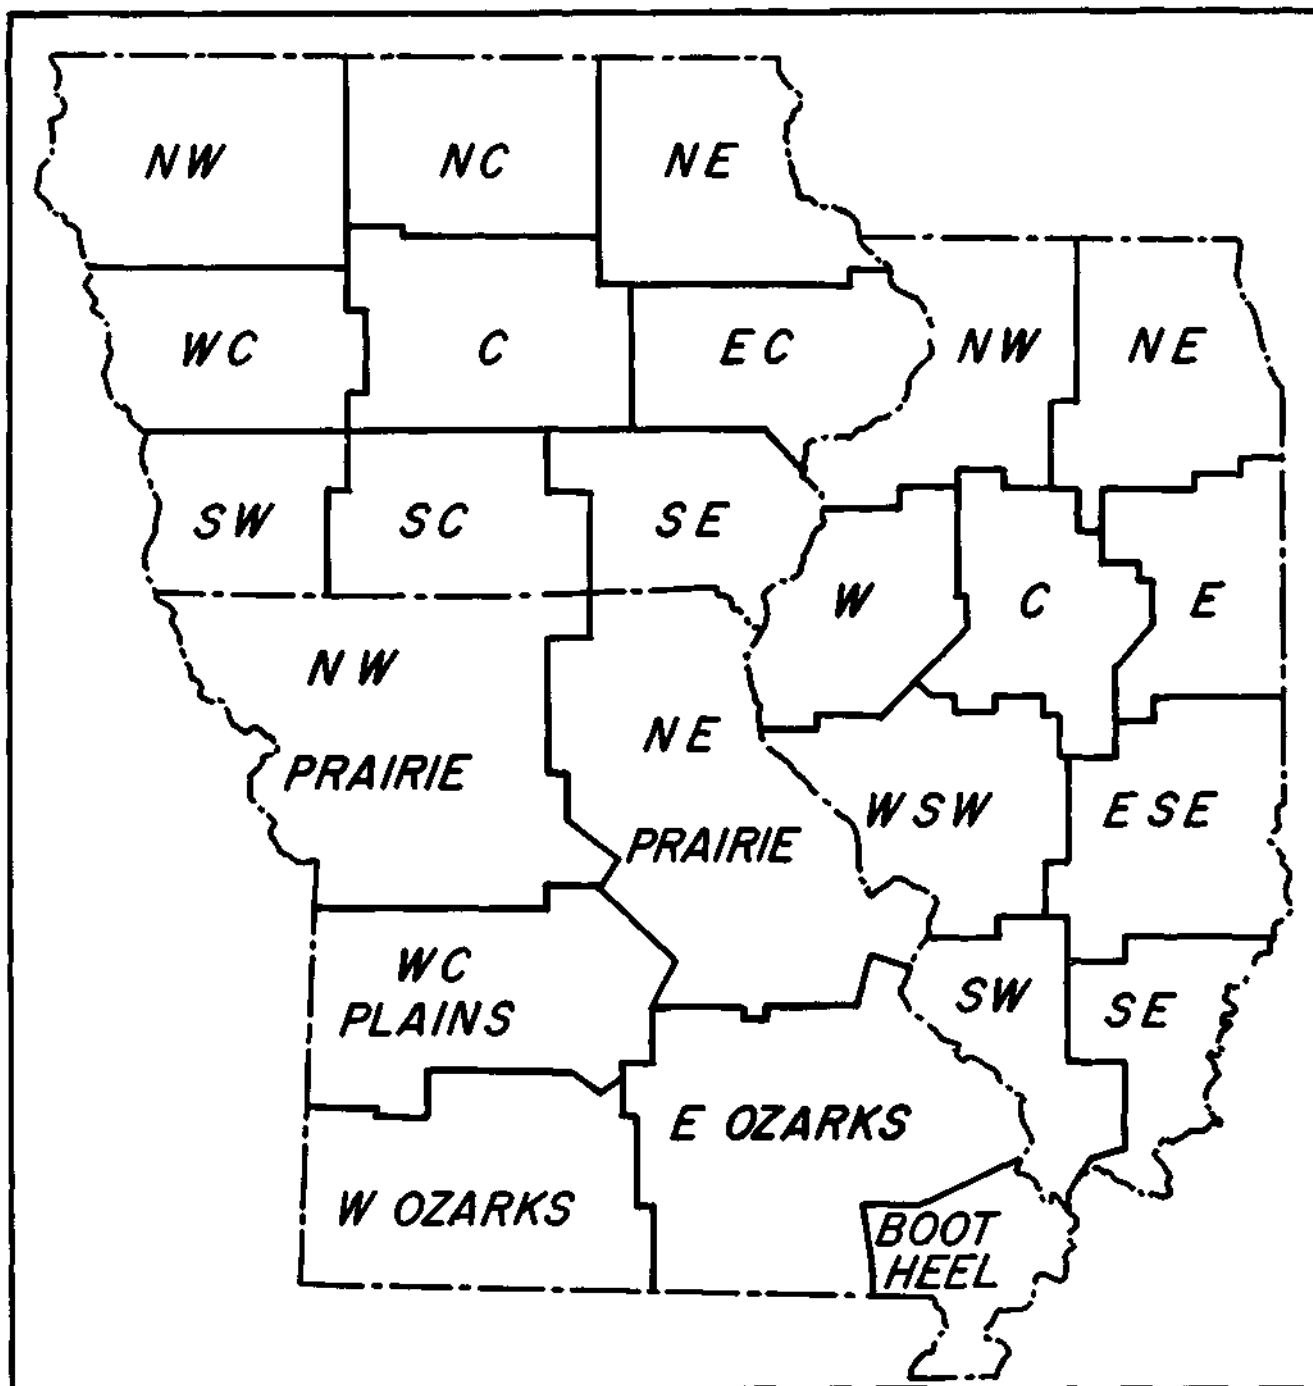 NW
NC
NE
WC
C
EC
NW
NE
SW
SC
SE
W
C
E
NW
PRAIRIE
NE
PRAIRIE
WSW
ESE
WC
PLAINS
SW
SE
E OZARKS
W OZARKS
BOOT
HEEL